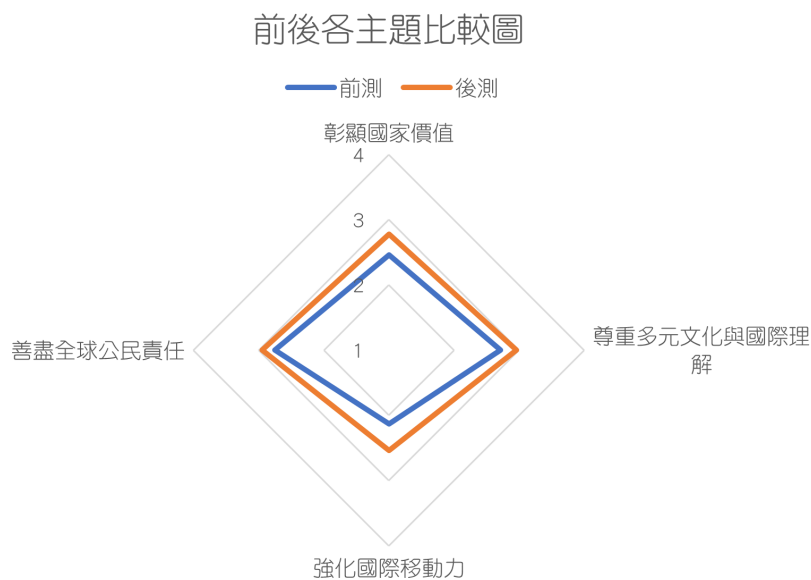 前後各主題比較圖
前測 後測
彰顯國家價值
4
3
2
1
善盡全球公民責任
尊重多元文化與國際理
解
強化國際移動力